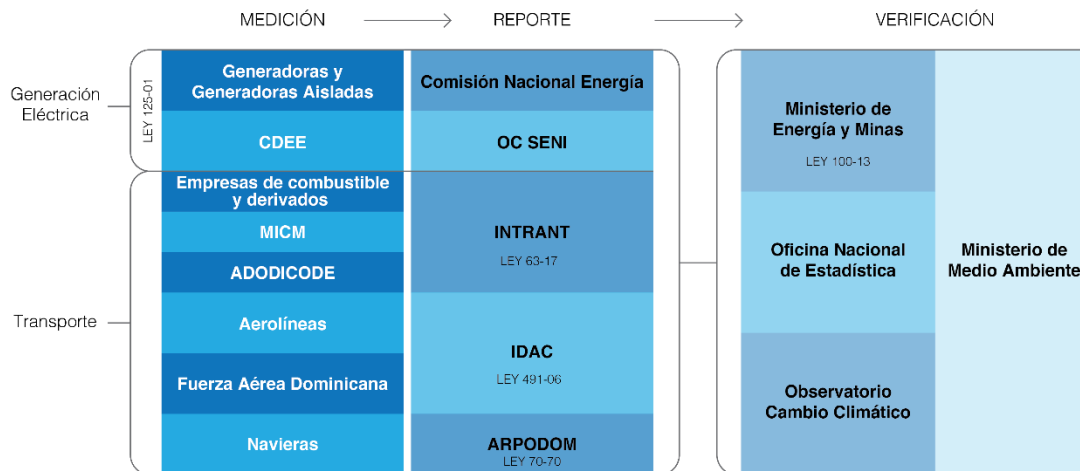 MEDICIÓN
REPORTE
VERIFICACIÓN
Generación
Eléctrica
LEY 125-01
Generadoras y
Generadoras Aisladas
CDEE
Comisión Nacional Energía
OC SENI
Transporte
Empresas de combustible
y derivados
MICM
ADODICODE
Aerolíneas
Fuerza Aérea Dominicana
Navieras
INTRANT
LEY 63-17
IDAC
LEY 491-06
ARPODOM
LEY 70-70
Ministerio de
Energía y Minas
LEY 100-13
Oficina Nacional
de Estadística
Observatorio
Cambio Climático
Ministerio de
Medio Ambiente